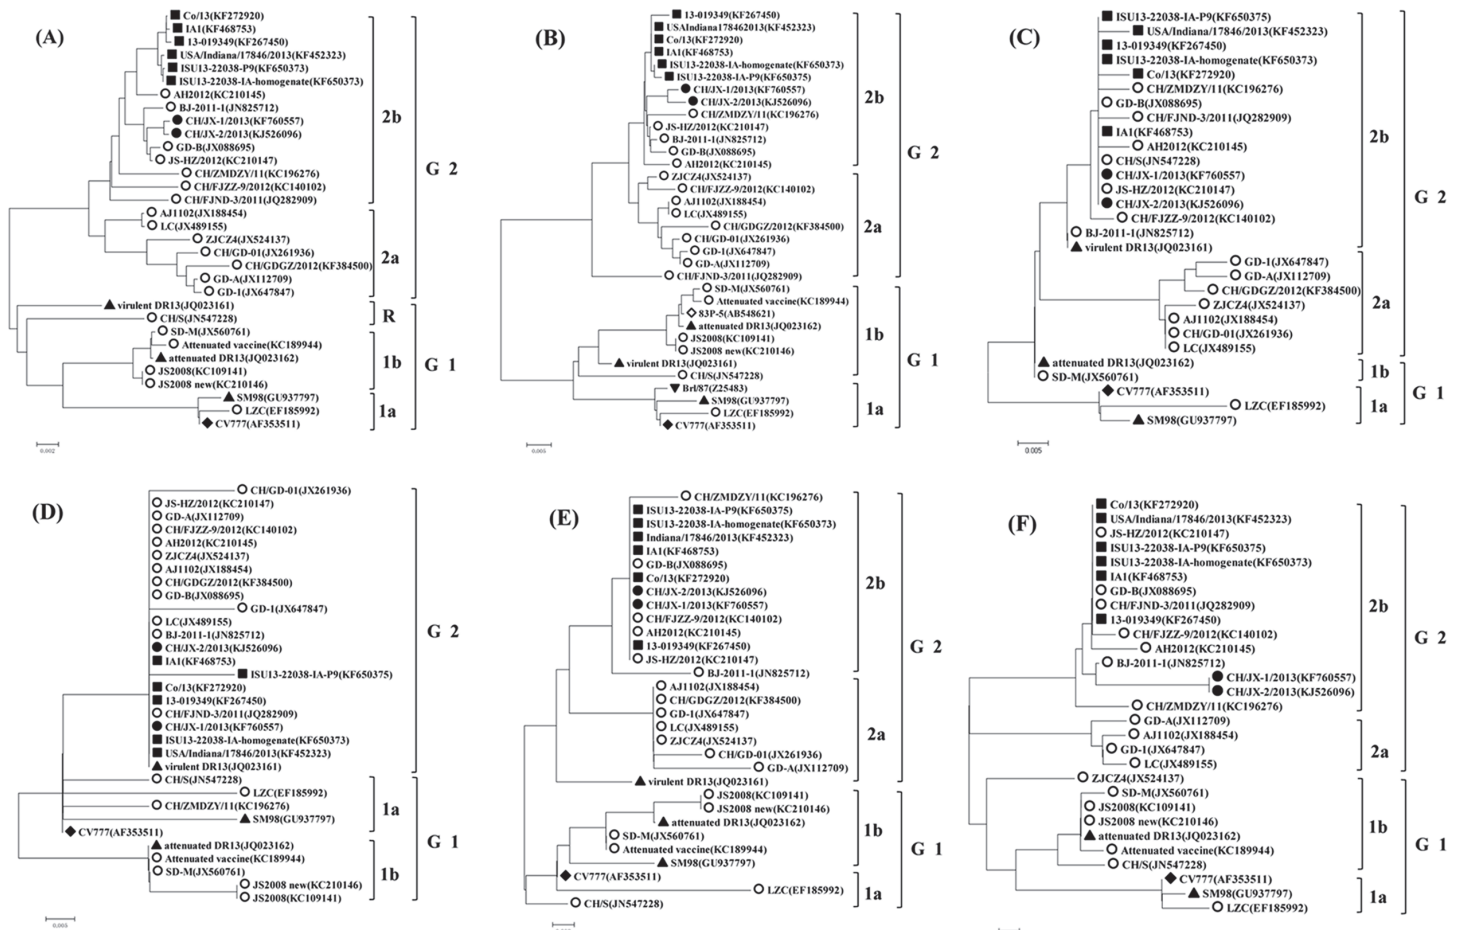 (A)
Co/13(KF272920)
IA1(KF468753)
13-019349(KF267450)
USA/Indiana/17846/2013(KF452323)
ISU13-22038-P9(KF650373)
ISU13-22038-IA-homogenate(KF650373)
AH2012(KC210145)
BJ-2011-1(JN825712)
CH/JX-1/2013(KF760557)
CH/JX-2/2013(KJ526096)
GD-B(JX088695)
JS-HZ/2012(KC210147)
CH/ZMDZY/11(KC196276)
CH/FJZZ-9/2012(KC140102)
CH/FJND-3/2011(JQ282909)
AJ1102(JX188454)
LC(JX489155)
ZJCZ4(JX524137)
CH/GD-01(JX261936)
CH/GDGZ/2012(KF384500)
GD-A(JX112709)
GD-1(JX647847)
virulent DR13(JQ023161)
CH/S(JN547228)
SD-M(JX560761)
Attenuated vaccine(KC189944)
attenuated DR13(JQ023162)
JS2008(KC109141)
JS2008 new(KC210146)
SM98(GU937797)
LZC(EF185992)
CV777(AF353511)
2b
2a
R
1b
1a
G 2
G 1
0.002
(B)
13-019349(KF267450)
USAIndiana178462013(KF452323)
Co/13(KF272920)
IA1(KF468753)
ISU13-22038-IA-homogenate(KF650373)
ISU13-22038-IA-P9(KF650375)
CH/JX-1/2013(KF760557)
CH/JX-2/2013(KJ526096)
CH/ZMDZY/11(KC196276)
JS-HZ/2012(KC210147)
BJ-2011-1(JN825712)
GD-B(JX088695)
AH2012(KC210145)
ZJCZ4(JX524137)
CH/FJZZ-9/2012(KC140102)
AJ1102(JX188454)
LC(JX489155)
CH/GDGZ/2012(KF384500)
CH/GD-01(JX261936)
GD-1(JX647847)
GD-A(JX112709)
CH/FJND-3/2011(JQ282909)
SD-M(JX560761)
Attenuated vaccine(KC189944)
83P-5(AB548621)
attenuated DR13(JQ023162)
JS2008(KC109141)
JS2008 new(KC210146)
virulent DR13(JQ023161)
CH/S(JN547228)
Brl/87(Z25483)
SM98(GU937797)
LZC(EF185992)
CV777(AF353511)
2b
2a
1b
1a
G 2
G 1
0.005
(C)
ISU13-22038-IA-P9(KF650375)
USA/Indiana/17846/2013(KF452323)
13-019349(KF267450)
ISU13-22038-IA-homogenate(KF650373)
Co/13(KF272920)
CH/ZMDZY/11(KC196276)
GD-B(JX088695)
CH/FJND-3/2011(JQ282909)
IA1(KF468753)
AH2012(KC210145)
CH/S(JN547228)
CH/JX-1/2013(KF760557)
JS-HZ/2012(KC210147)
CH/JX-2/2013(KJ526096)
CH/FJZZ-9/2012(KC140102)
BJ-2011-1(JN825712)
virulent DR13(JQ023161)
GD-1(JX647847)
GD-A(JX112709)
CH/GDGZ/2012(KF384500)
ZJCZ4(JX524137)
AJ1102(JX188454)
CH/GD-01(JX261936)
LC(JX489155)
attenuated DR13(JQ023162)
SD-M(JX560761)
CV777(AF353511)
LZC(EF185992)
SM98(GU937797)
2b
2a
1b
1a
G 2
G 1
0.005
(D)
CH/GD-01(JX261936)
JS-HZ/2012(KC210147)
GD-A(JX112709)
CH/FJZZ-9/2012(KC140102)
AH2012(KC210145)
ZJCZ4(JX524137)
AJ1102(JX188454)
CH/GDGZ/2012(KF384500)
GD-B(JX088695)
GD-1(JX647847)
LC(JX489155)
BJ-2011-1(JN825712)
CH/JX-2/2013(KJ526096)
IA1(KF468753)
ISU13-22038-IA-P9(KF650375)
Co/13(KF272920)
13-019349(KF267450)
CH/FJND-3/2011(JQ282909)
CH/JX-1/2013(KF760557)
ISU13-22038-IA-homogenate(KF650373)
USA/Indiana/17846/2013(KF452323)
virulent DR13(JQ023161)
CH/S(JN547228)
LZC(EF185992)
CH/ZMDZY/11(KC196276)
SM98(GU937797)
CV777(AF353511)
attenuated DR13(JQ023162)
Attenuated vaccine(KC189944)
SD-M(JX560761)
JS2008 new(KC210146)
JS2008(KC109141)
1a
1b
G 2
G 1
0.005
(E)
CH/ZMDZY/11(KC196276)
ISU13-22038-IA-P9(KF650375)
ISU13-22038-IA-homogenate(KF650373)
Indiana/17846/2013(KF452323)
IA1(KF468753)
GD-B(JX088695)
Co/13(KF272920)
CH/JX-2/2013(KJ526096)
CH/JX-1/2013(KF760557)
CH/FJZZ-9/2012(KC140102)
AH2012(KC210145)
13-019349(KF267450)
JS-HZ/2012(KC210147)
BJ-2011-1(JN825712)
AJ1102(JX188454)
CH/GDGZ/2012(KF384500)
GD-1(JX647847)
LC(JX489155)
ZJCZ4(JX524137)
CH/GD-01(JX261936)
GD-A(JX112709)
virulent DR13(JQ023161)
JS2008(KC109141)
JS2008 new(KC210146)
attenuated DR13(JQ023162)
SD-M(JX560761)
Attenuated vaccine(KC189944)
SM98(GU937797)
CV777(AF353511)
LZC(EF185992)
CH/S(JN547228)
2b
2a
1b
1a
G 2
G 1
(F)
Co/13(KF272920)
USA/Indiana/17846/2013(KF452323)
JS-HZ/2012(KC210147)
ISU13-22038-IA-P9(KF650375)
ISU13-22038-IA-homogenate(KF650373)
IA1(KF468753)
GD-B(JX088695)
CH/FJND-3/2011(JQ282909)
13-019349(KF267450)
CH/FJZZ-9/2012(KC140102)
AH2012(KC210145)
BJ-2011-1(JN825712)
CH/JX-1/2013(KF760557)
CH/JX-2/2013(KJ526096)
CH/ZMDZY/11(KC196276)
GD-A(JX112709)
AJ1102(JX188454)
GD-1(JX647847)
LC(JX489155)
ZJCZ4(JX524137)
SD-M(JX560761)
JS2008(KC109141)
JS2008 new(KC210146)
attenuated DR13(JQ023162)
Attenuated vaccine(KC189944)
CH/S(JN547228)
CV777(AF353511)
SM98(GU937797)
LZC(EF185992)
2b
2a
1b
1a
G 2
G 1